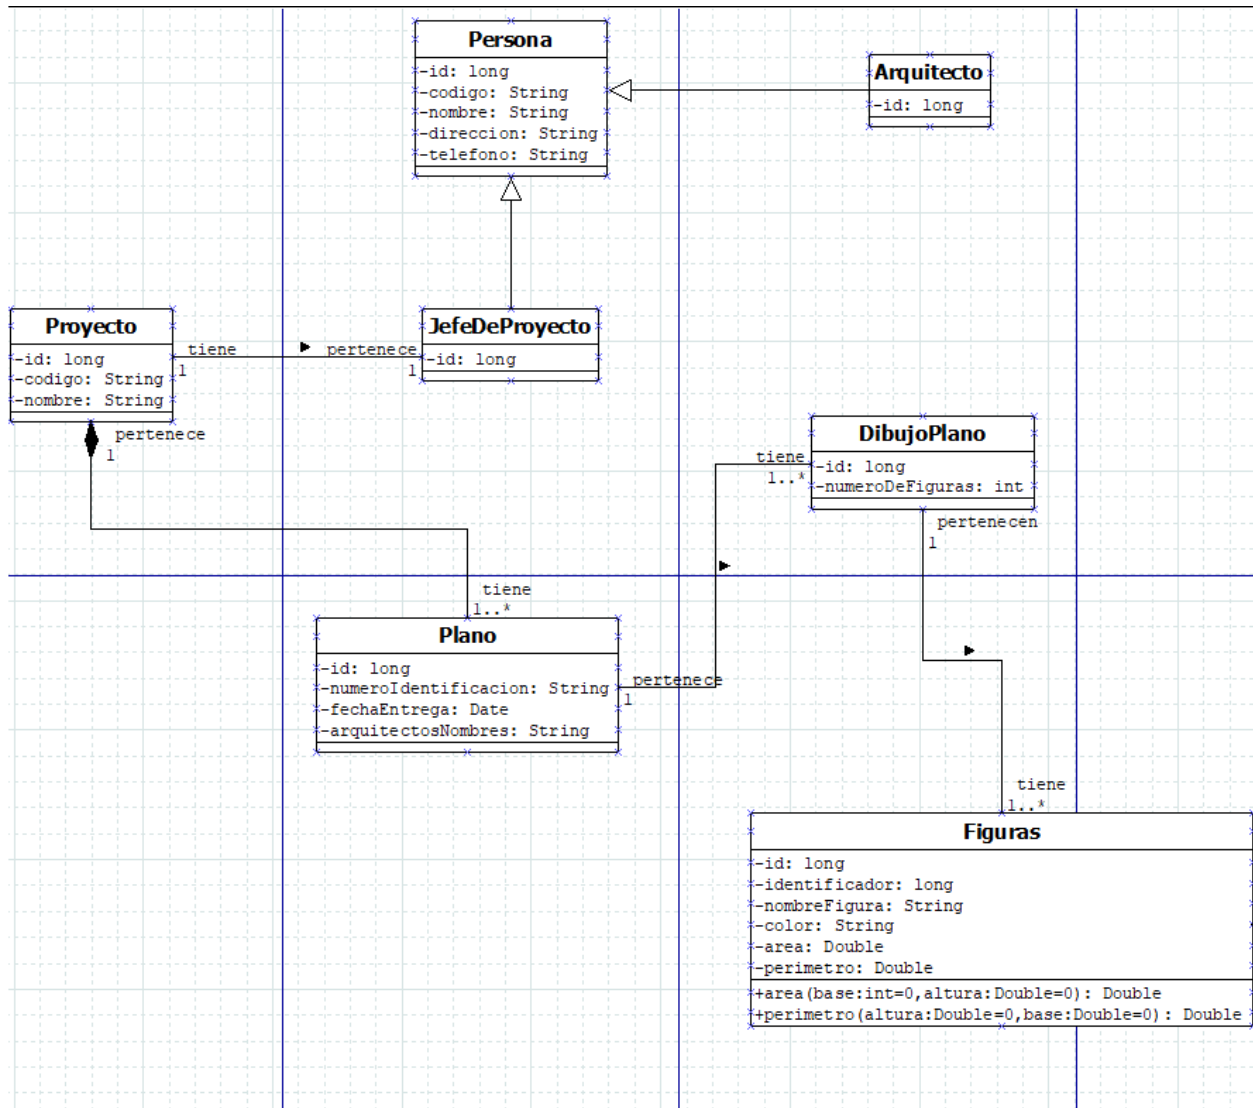 Persona
-id: long
-codigo: String
-nombre: String
-direccion: String
-telefono: String
Arquitecto
-id: long
Proyecto
-id: long
-codigo: String
-nombre: String
tiene
1
pertenece
1
JefeDeProyecto
-id: long
pertenece
1
tiene
1..*
DibujoPlano
-id: long
-numeroDeFiguras: int
tiene
1..*
Plano
-id: long
-numeroIdentificacion: String
-fechaEntrega: Date
-arquitectosNombres: String
pertenece
1
pertenecen
1
tiene
1..*
Figuras
-id: long
-identificador: long
-nombreFigura: String
-color: String
-area: Double
-perimetro: Double
+area(base:int=0,altura:Double=0): Double
+perimetro(altura:Double=0,base:Double=0): Double